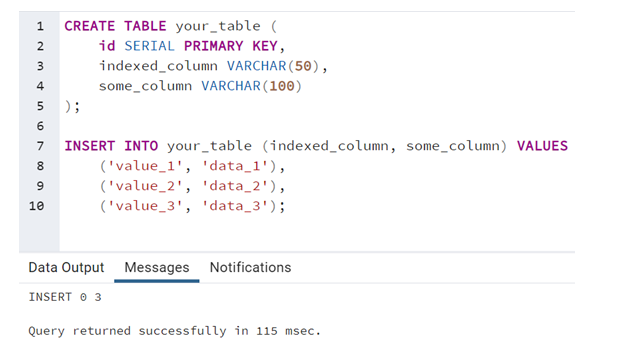 1 CREATE TABLE your_table (
2     id SERIAL PRIMARY KEY,
3     indexed_column VARCHAR(50),
4     some_column VARCHAR(100)
5 );
6
7 INSERT INTO your_table (indexed_column, some_column) VALUES
8     ('value_1', 'data_1'),
9     ('value_2', 'data_2'),
10     ('value_3', 'data_3');
Data Output Messages Notifications
INSERT 0 3
Query returned successfully in 115 msec.